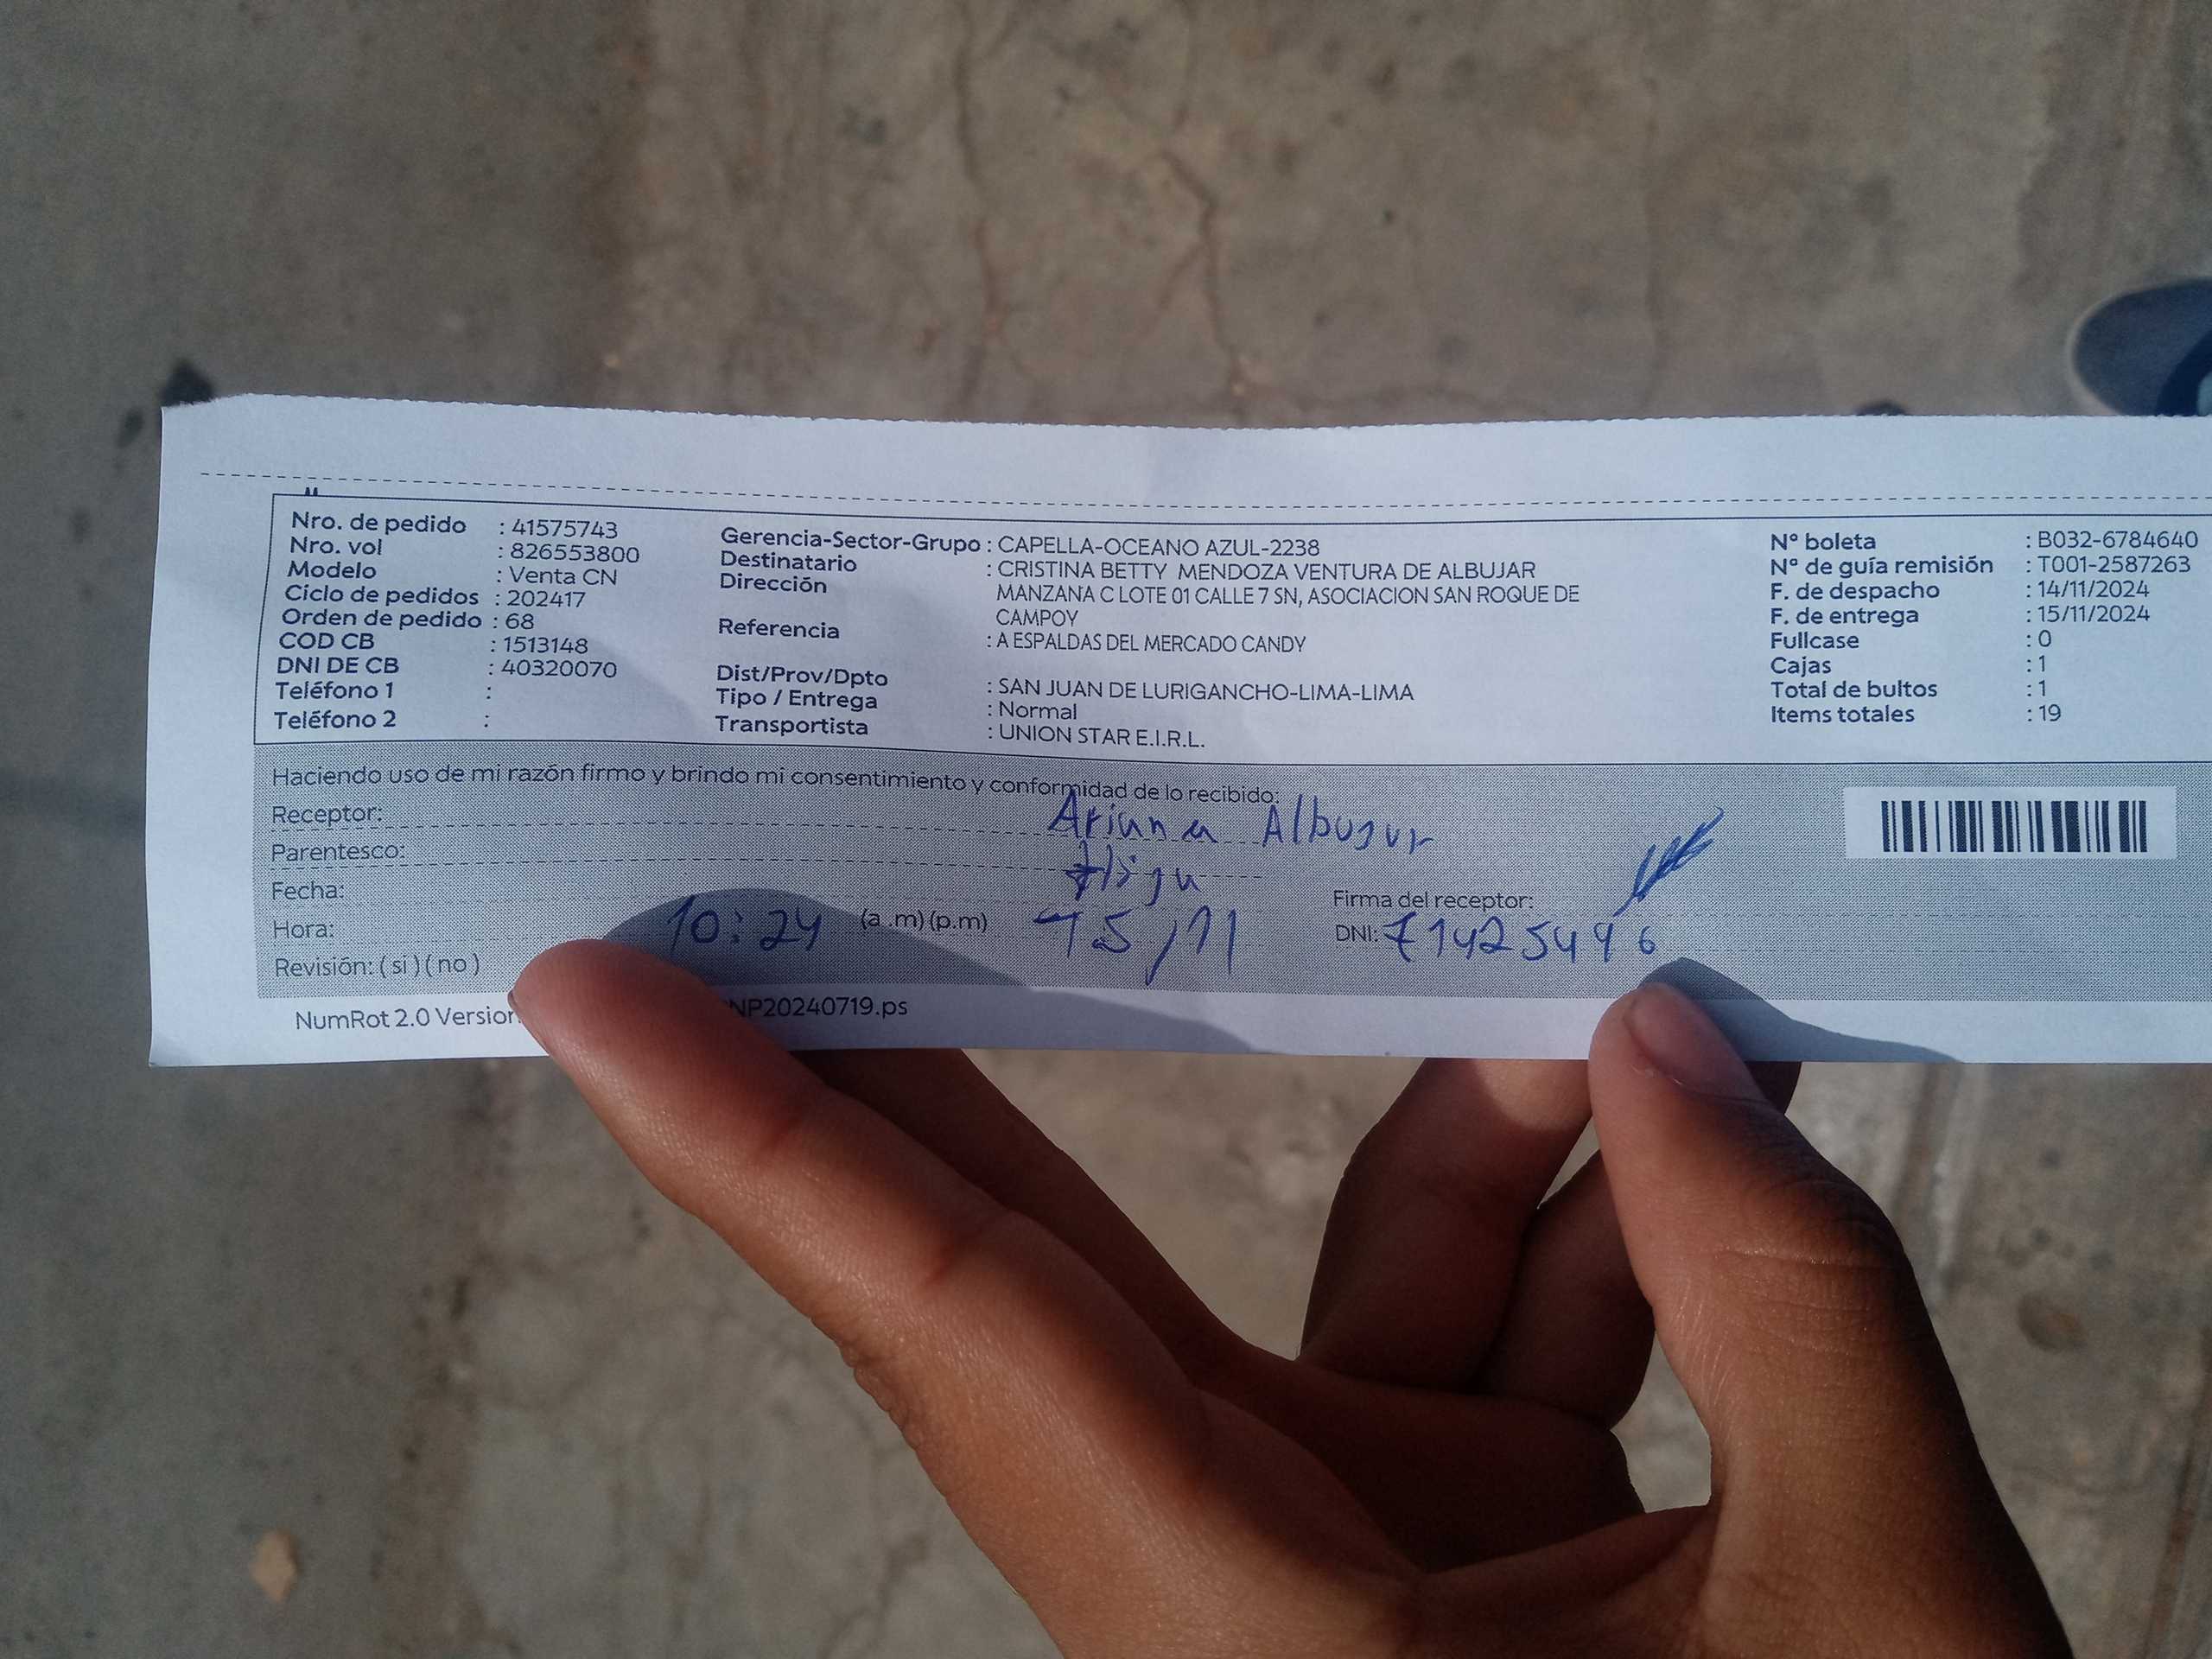 Nro. de pedido : 41575743
Nro. vol : 826553800
Modelo : Venta CN
Ciclo de pedidos : 202417
Orden de pedido : 68
COD CB : 1513148
DNI DE CB : 40320070
Teléfono 1 :
Teléfono 2 :
Gerencia-Sector-Grupo : CAPELLA-OCEANO AZUL-2238
Destinatario : CRISTINA BETTY MENDOZA VENTURA DE ALBUJAR
Dirección MANZANA C LOTE 01 CALLE 7 SN, ASOCIACION SAN ROQUE DE
CAMPOY
Referencia : A ESPALDAS DEL MERCADO CANDY
Dist/Prov/Dpto : SAN JUAN DE LURIGANCHO-LIMA-LIMA
Tipo / Entrega : Normal
Transportista : UNION STAR E.I.R.L.
N° boleta : B032-6784640
N° de guía remisión : T001-2587263
F. de despacho : 14/11/2024
F. de entrega : 15/11/2024
Fullcase : 0
Cajas : 1
Total de bultos : 1
Items totales : 19
Haciendo uso de mi razón firmo y brindo mi consentimiento y conformidad de lo recibido:
Receptor: Arianna Albujar
Parentesco: Hija
Fecha: 15/11
Hora: 10:24 (a .m) (p.m)
Revisión: ( si ) ( no )
Firma del receptor:
DNI: 71425496
NumRot 2.0 Version NP20240719.ps